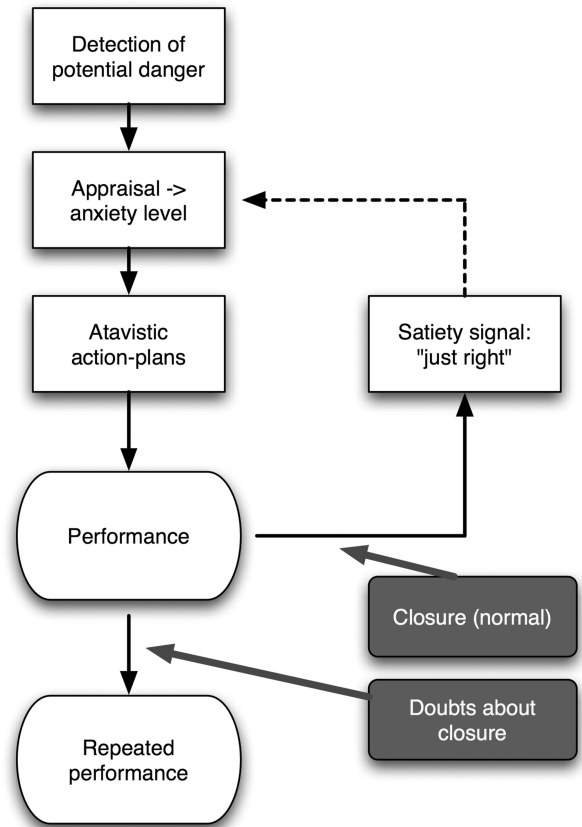 Detection of
potential danger
Appraisal ->
anxiety level
Atavistic
action-plans
Satiety signal:
"just right"
Performance
Closure (normal)
Doubts about
closure
Repeated
performance